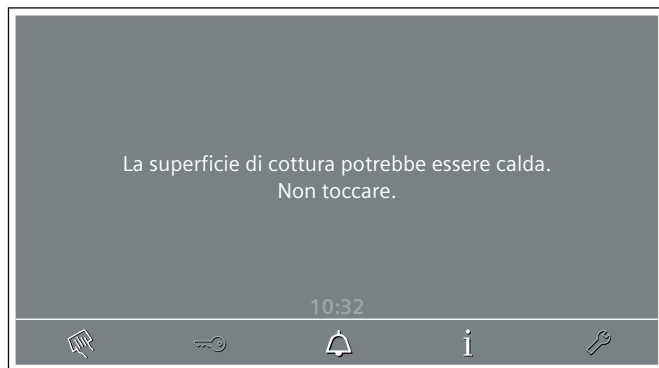 La superficie di cottura potrebbe essere calda.
Non toccare.
10:32
i